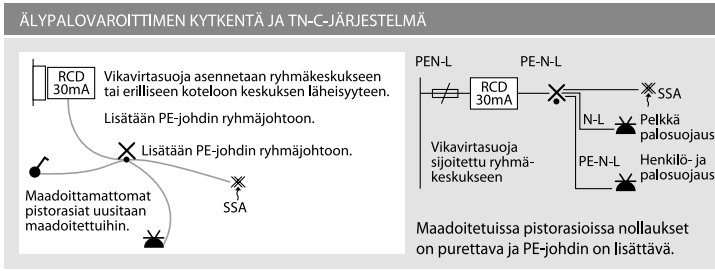 ÄLYPALOVAROITTIMEN KYTKENTÄ JA TN-C-JÄRJESTELMÄ
RCD
30mA
Vikavirtasuoja asennetaan ryhmäkeskukseen
tai erilliseen koteloon keskuksen läheisyyteen.
Lisätään PE-johdin ryhmäjohtoon.
Lisätään PE-johdin ryhmäjohtoon.
Maadoittamattomat
pistorasiat uusitaan
maadoitettuihin.
SSA
PEN-L
PE-N-L
RCD
30mA
SSA
N-L
Pelkkä
palosuojaus
Vikavirtasuoja
sijoitettu ryhmä-
keskukseen
PE-N-L
Henkilö- ja
palosuojaus
Maadoitetuissa pistorasioissa nollaukset
on purettava ja PE-johdin on lisättävä.